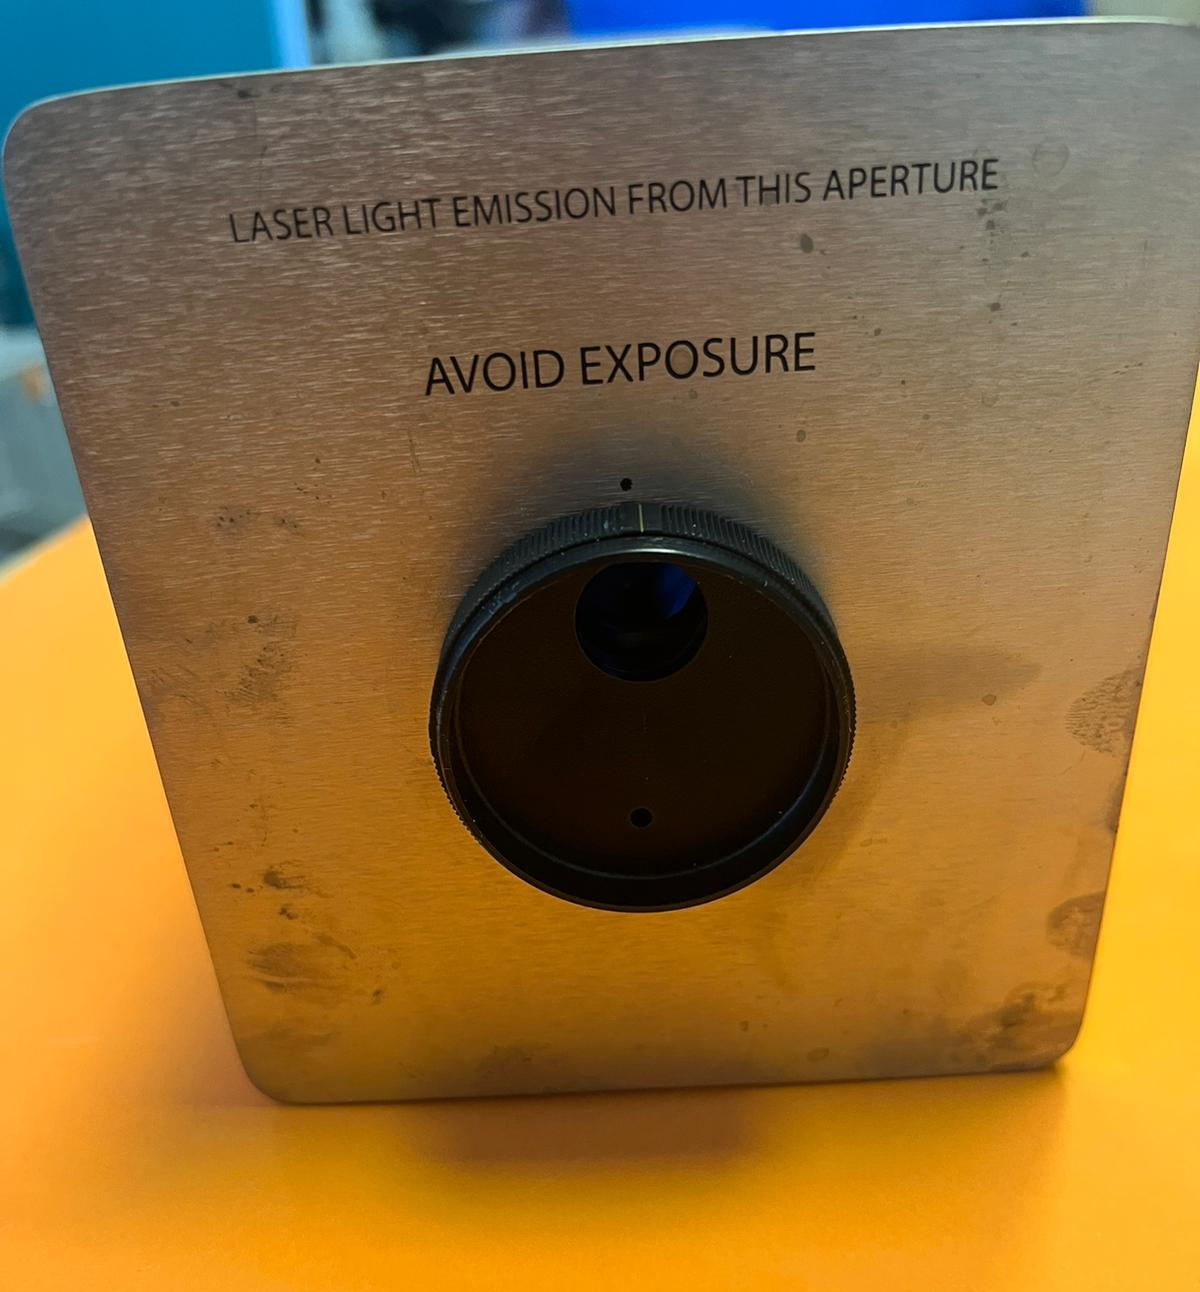 LASER LIGHT EMISSION FROM THIS APERTURE
AVOID EXPOSURE